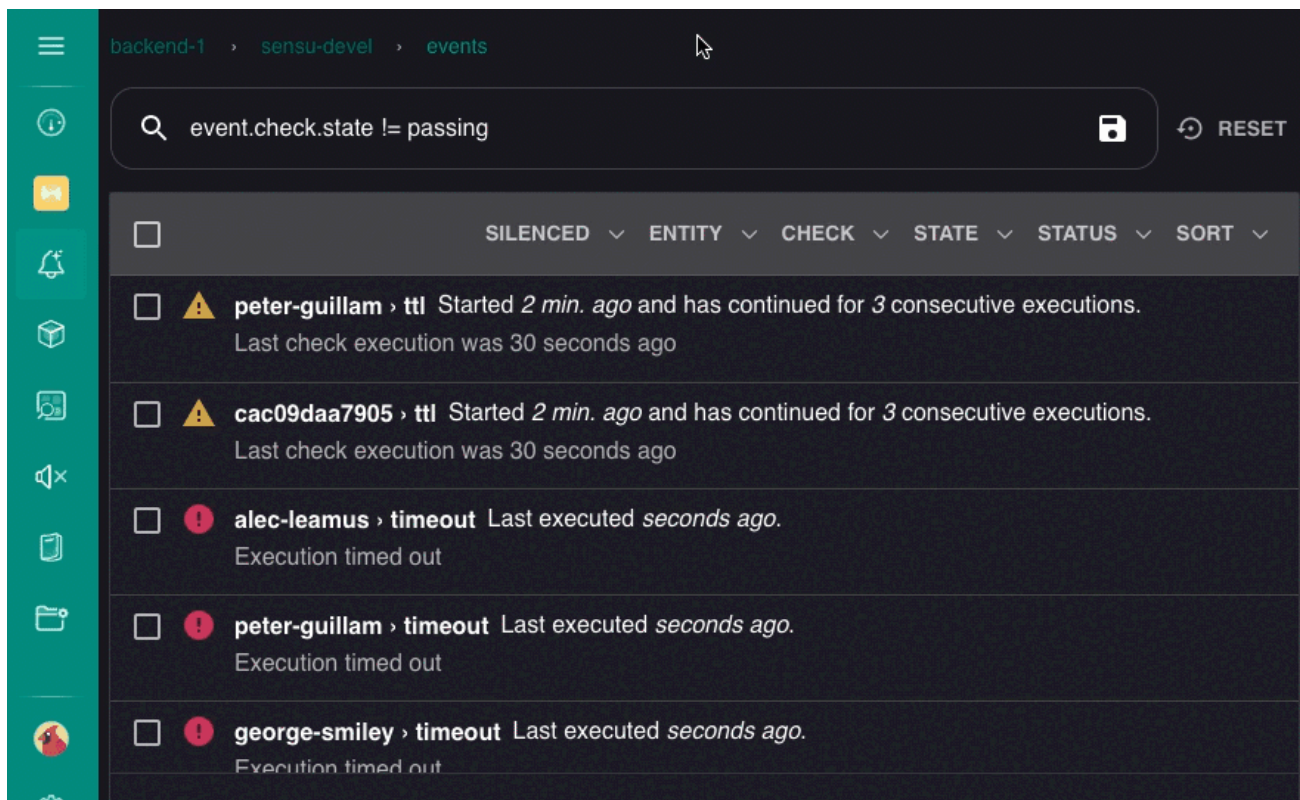 backend-1 › sensu-devel › events
event.check.state != passing
RESET
SILENCED ENTITY CHECK STATE STATUS SORT
peter-guillam › ttl Started 2 min. ago and has continued for 3 consecutive executions.
Last check execution was 30 seconds ago
cac09daa7905 › ttl Started 2 min. ago and has continued for 3 consecutive executions.
Last check execution was 30 seconds ago
alec-leamus › timeout Last executed seconds ago.
Execution timed out
peter-guillam › timeout Last executed seconds ago.
Execution timed out
george-smiley › timeout Last executed seconds ago.
Execution timed out